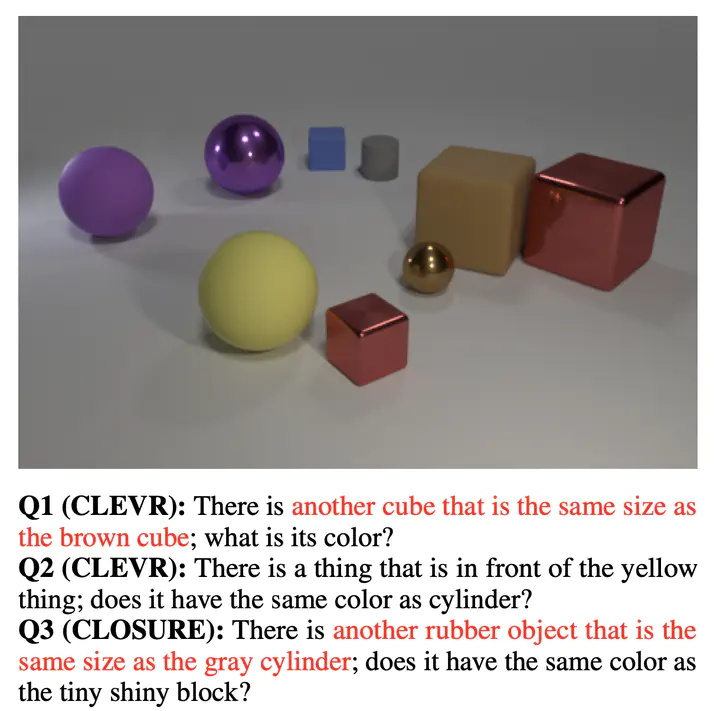 Q1 (CLEVR): There is another cube that is the same size as
the brown cube; what is its color?
Q2 (CLEVR): There is a thing that is in front of the yellow
thing; does it have the same color as cylinder?
Q3 (CLOSURE): There is another rubber object that is the
same size as the gray cylinder; does it have the same color as
the tiny shiny block?